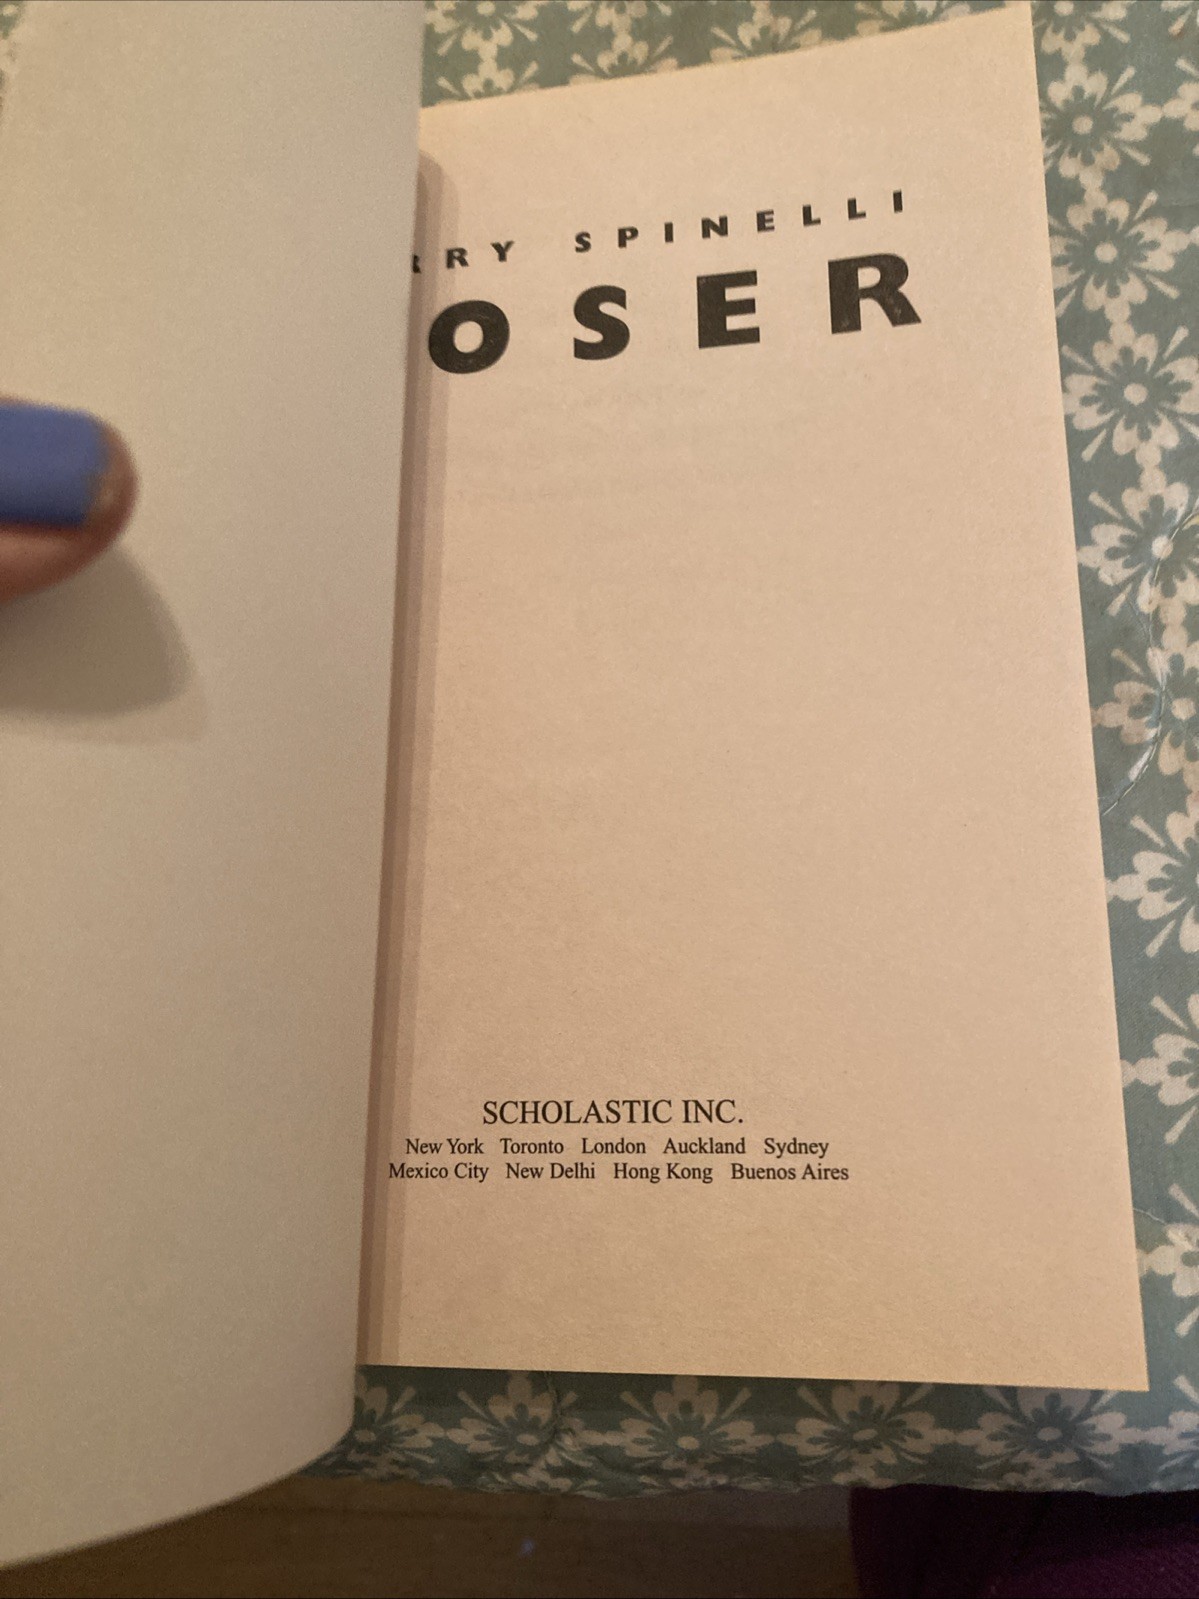 RRY SPINELLI
OSER
SCHOLASTIC INC.
New York Toronto London Auckland Sydney
Mexico City New Delhi Hong Kong Buenos Aires